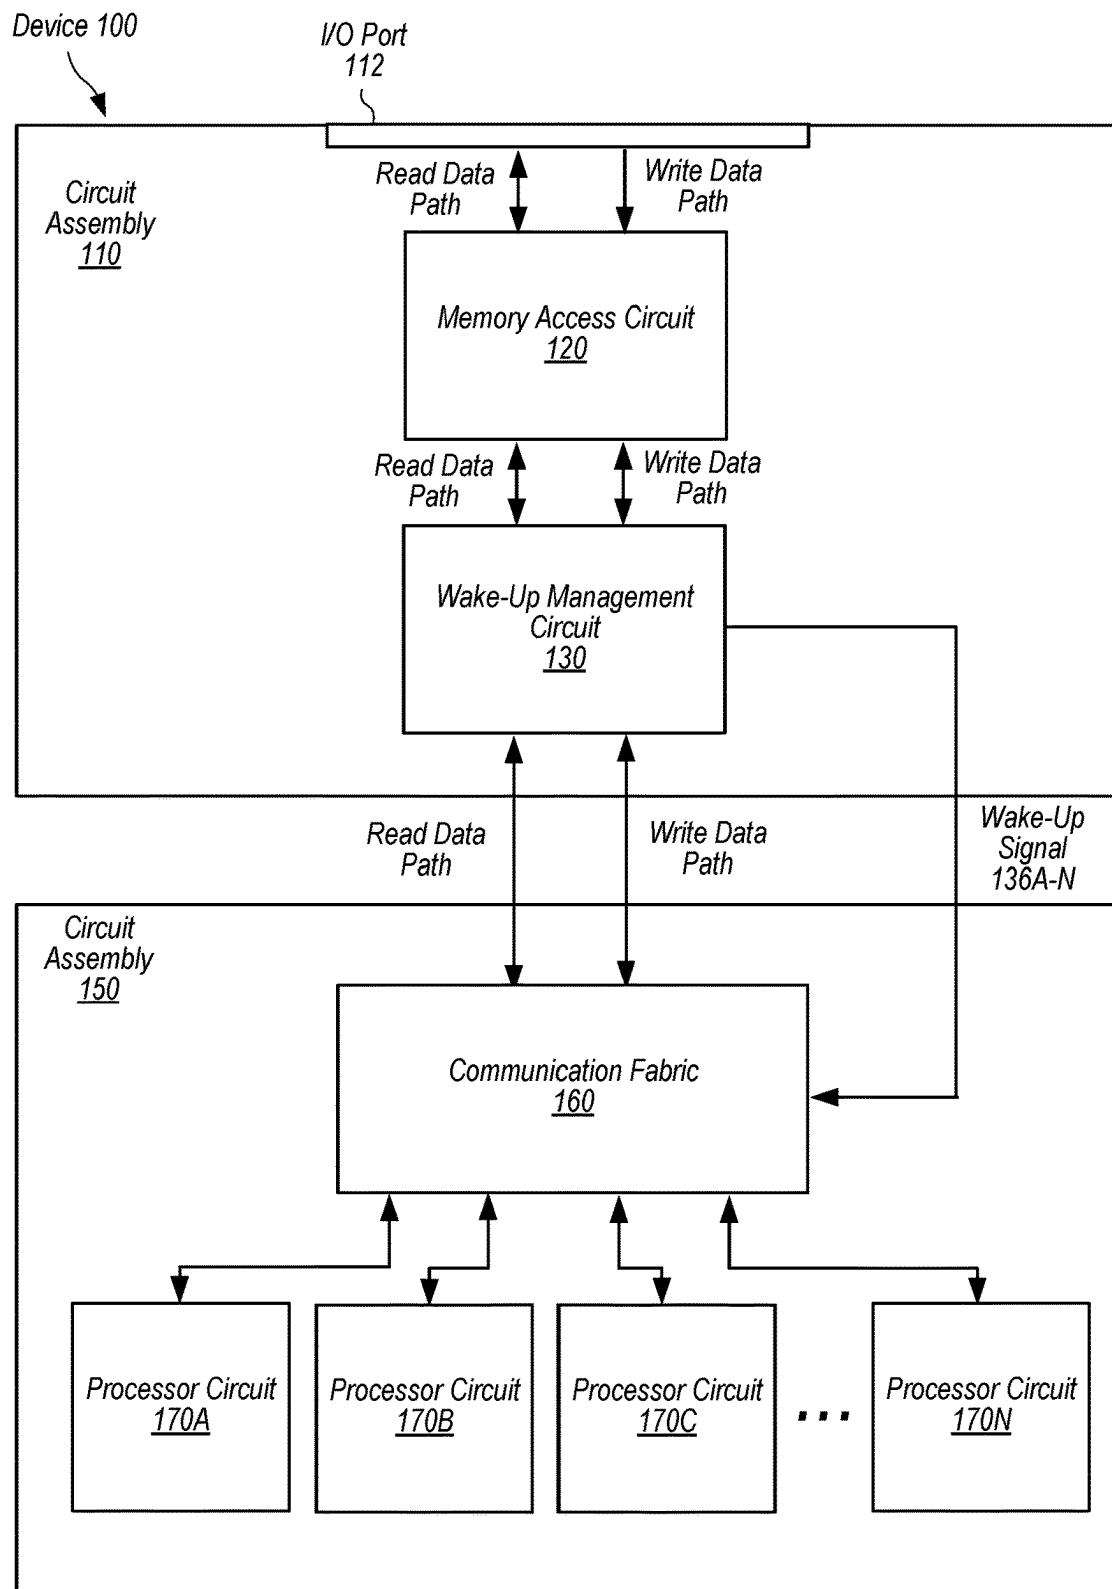 Device 100
I/O Port
112
Read Data
Path
Write Data
Path
Circuit
Assembly
110
Memory Access Circuit
120
Read Data
Path
Write Data
Path
Wake-Up Management
Circuit
130
Read Data
Path
Write Data
Path
Wake-Up
Signal
136A-N
Circuit
Assembly
150
Communication Fabric
160
Processor Circuit
170A
Processor Circuit
170B
Processor Circuit
170C
...
Processor Circuit
170N